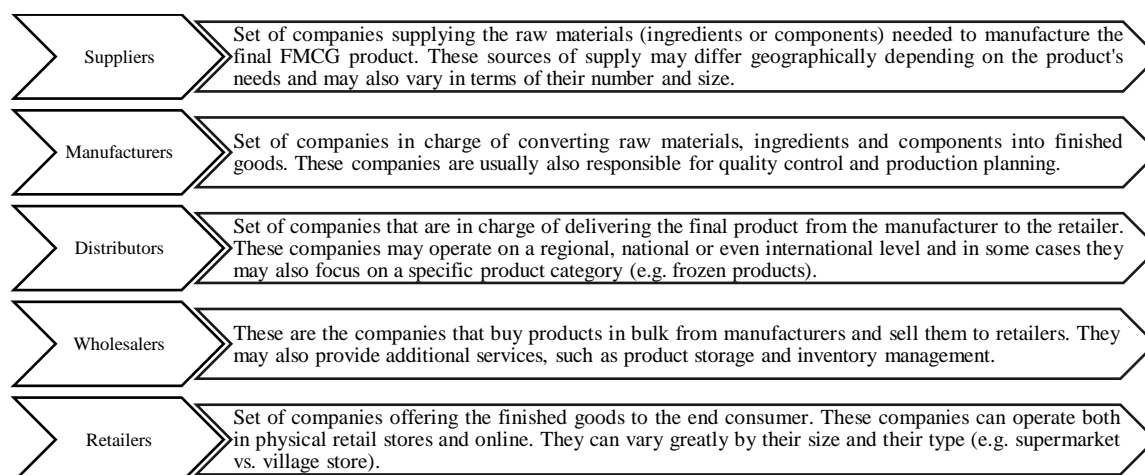 Suppliers
Set of companies supplying the raw materials (ingredients or components) needed to manufacture the
final FMCG product. These sources of supply may differ geographically depending on the product's
needs and may also vary in terms of their number and size.
Manufacturers
Set of companies in charge of converting raw materials, ingredients and components into finished
goods. These companies are usually also responsible for quality control and production planning.
Distributors
Set of companies that are in charge of delivering the final product from the manufacturer to the retailer.
These companies may operate on a regional, national or even international level and in some cases they
may also focus on a specific product category (e.g. frozen products).
Wholesalers
These are the companies that buy products in bulk from manufacturers and sell them to retailers. They
may also provide additional services, such as product storage and inventory management.
Retailers
Set of companies offering the finished goods to the end consumer. These companies can operate both
in physical retail stores and online. They can vary greatly by their size and their type (e.g. supermarket
vs. village store).